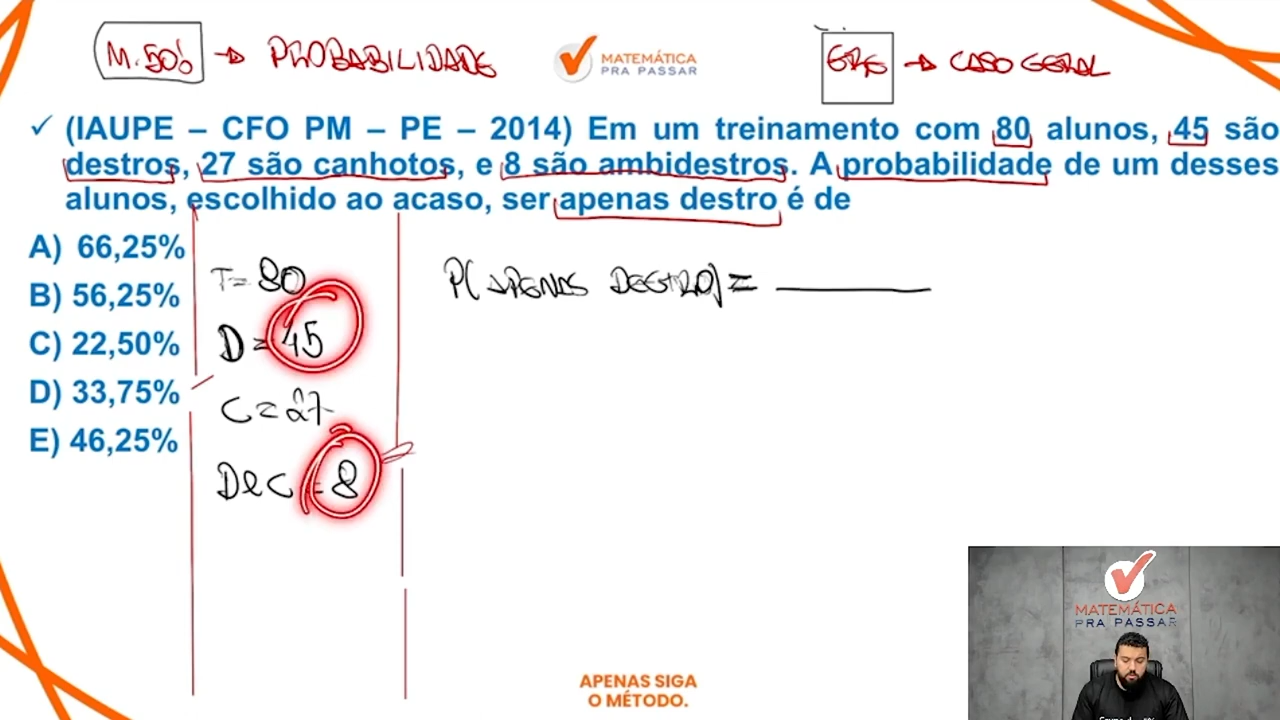 M.50% → PROBABILIDADE
MATEMÁTICA
PRA PASSAR
→ CASO GERAL
✓ (IAUPE – CFO PM – PE – 2014) Em um treinamento com 80 alunos, 45 são
destros, 27 são canhotos, e 8 são ambidestros. A probabilidade de um desses
alunos, escolhido ao acaso, ser apenas destro é de
A) 66,25%
B) 56,25%
C) 22,50%
D) 33,75%
E) 46,25%
T= 80
D = 45
C = 27
D e C = 8
P( APENAS DESTRO) =
MATEMÁTICA
PRA PASSAR
APENAS SIGA
O MÉTODO.